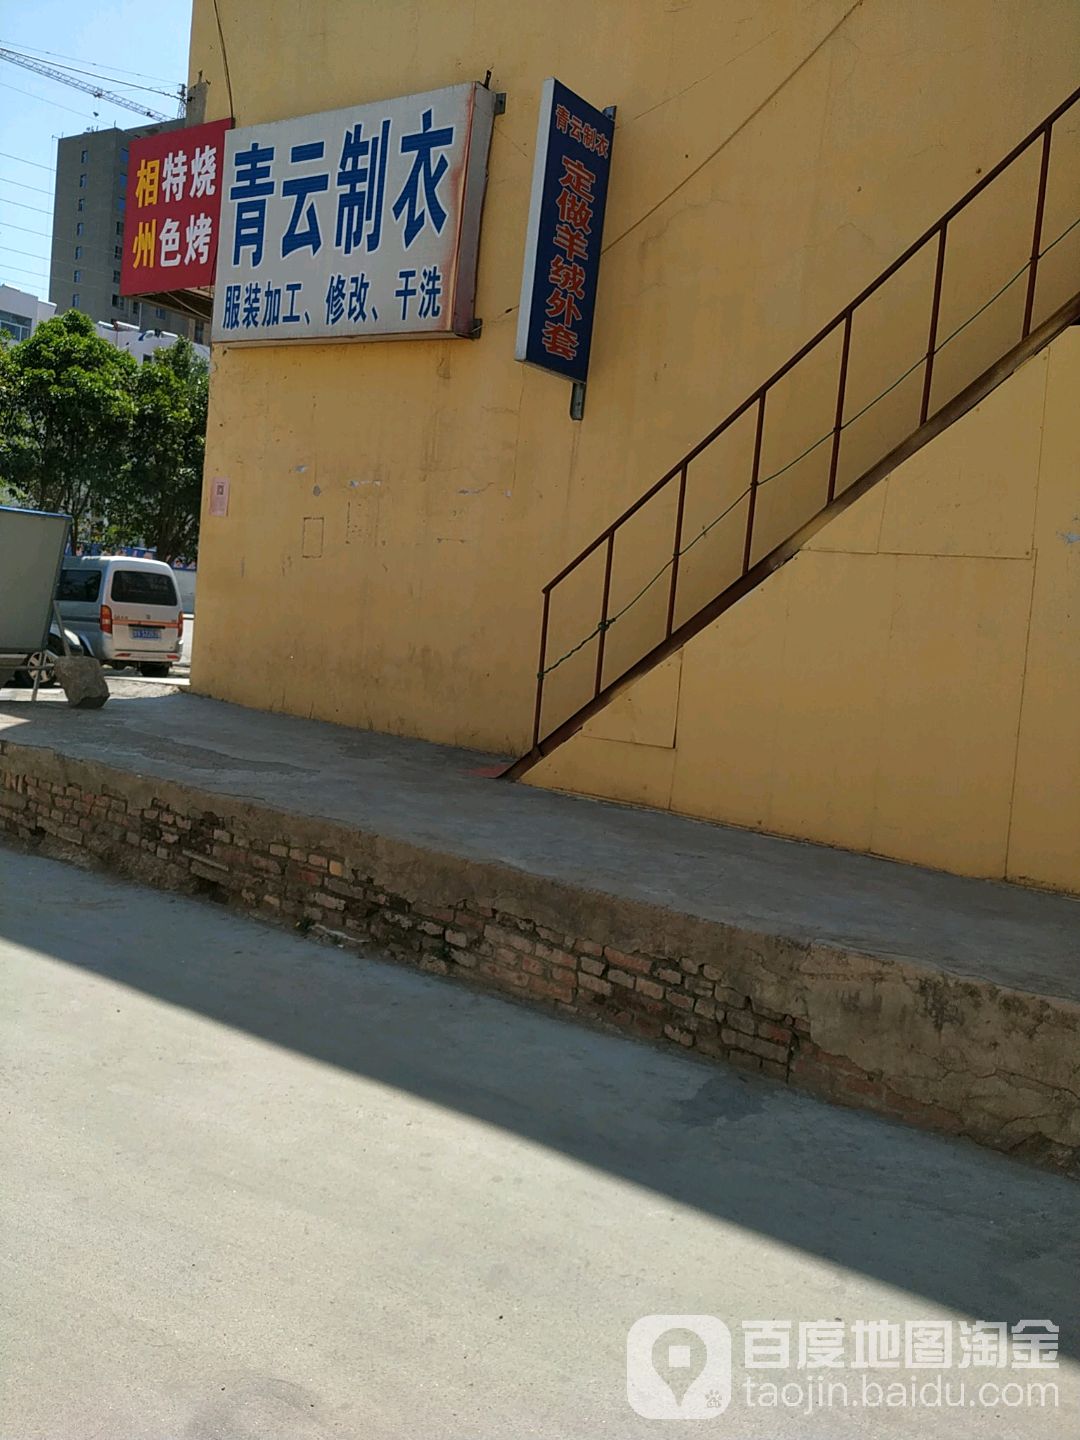 相州
特色
烧烤
青云制衣
服装加工、修改、干洗
青云制衣
定做羊绒外套
百度地图淘金
taojin.baidu.com